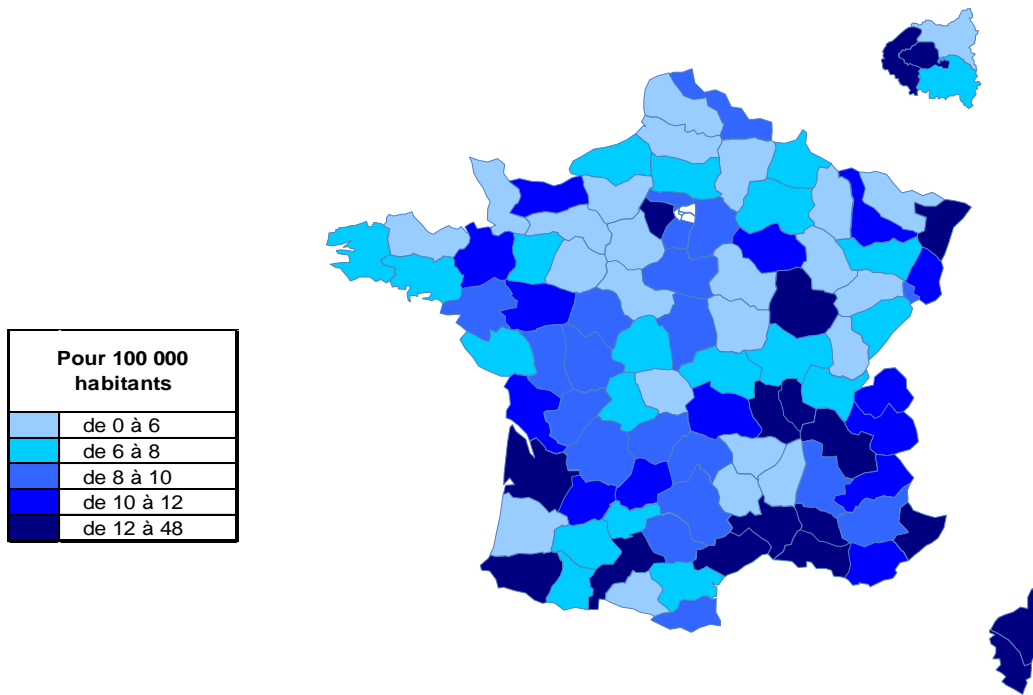 Pour 100 000
habitants
de 0 à 6
de 6 à 8
de 8 à 10
de 10 à 12
de 12 à 48